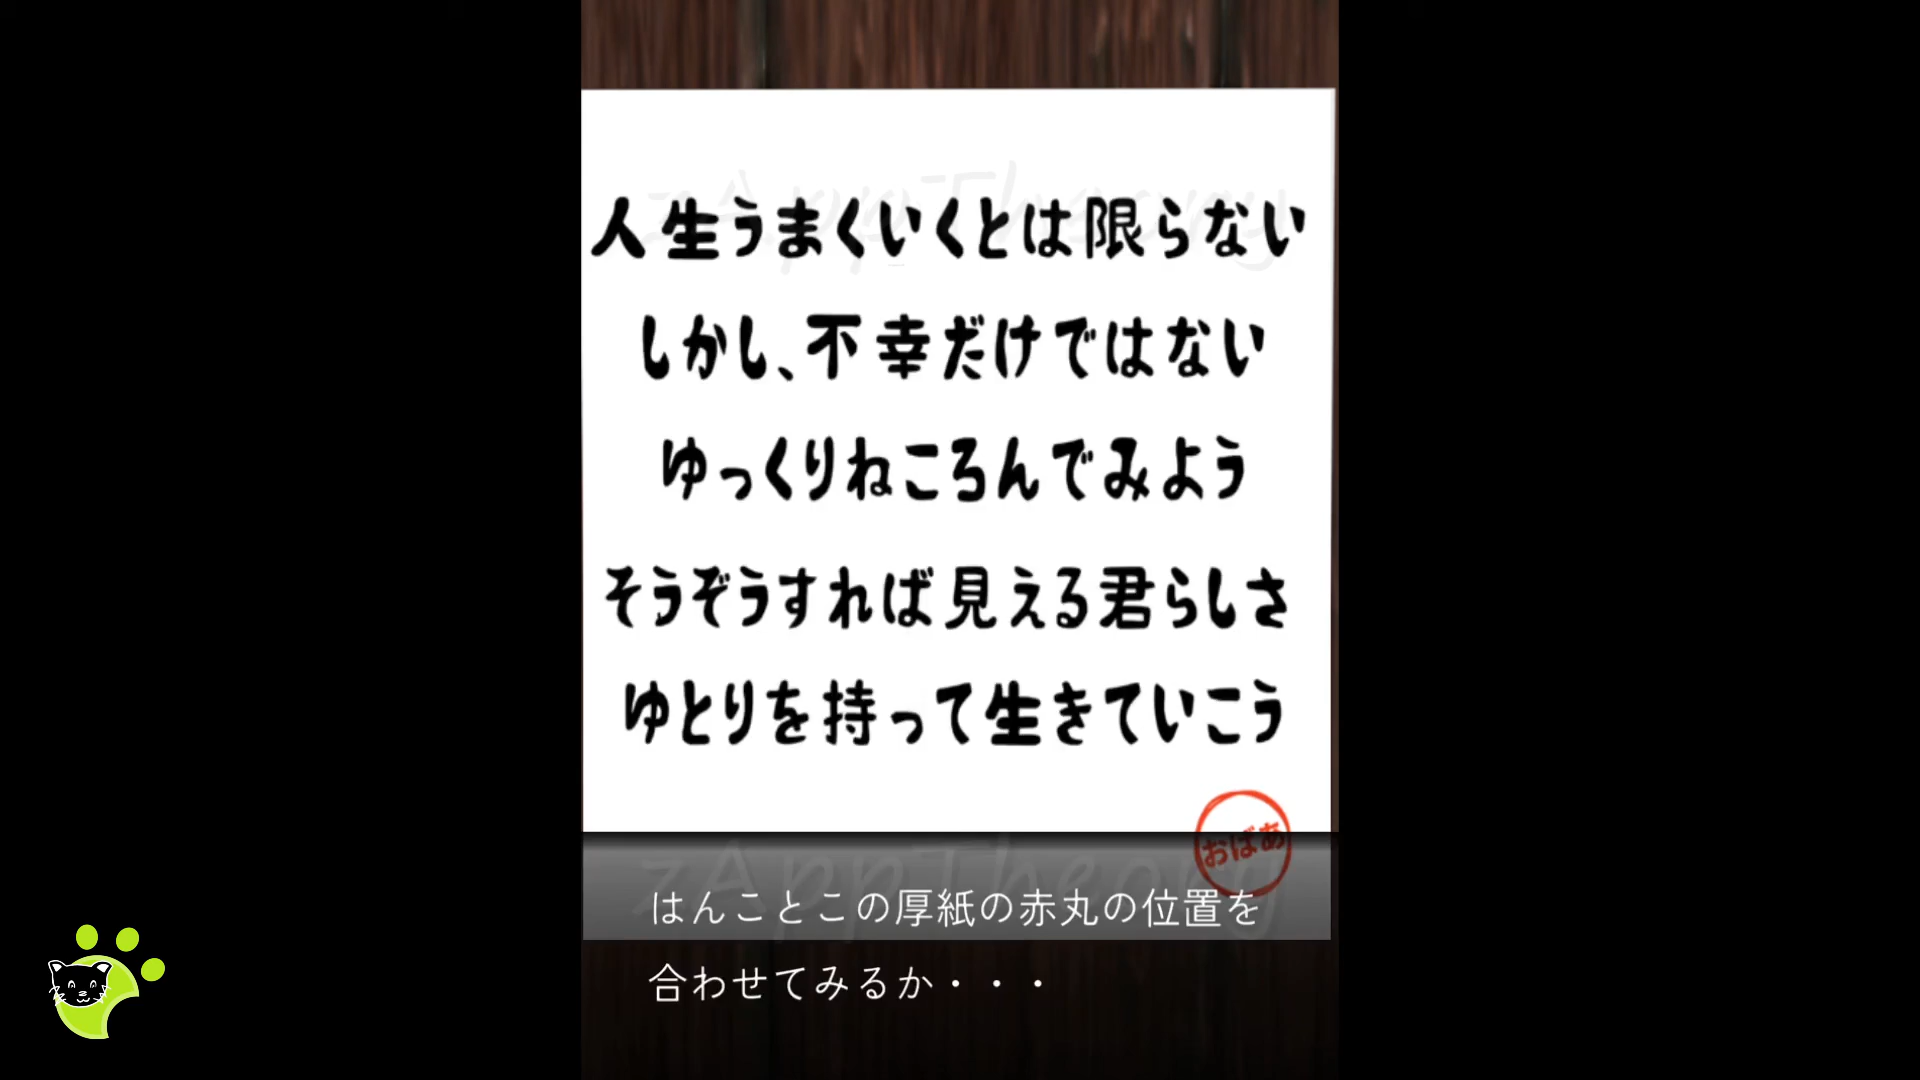 zAppTheory
人生うまくいくとは限らない
しかし、不幸だけではない
ゆっくりねころんでみよう
そうぞうすれば見える君らしさ
ゆとりを持って生きていこう
おばあ
zAppTheory
はんことこの厚紙の赤丸の位置を
合わせてみるか・・・